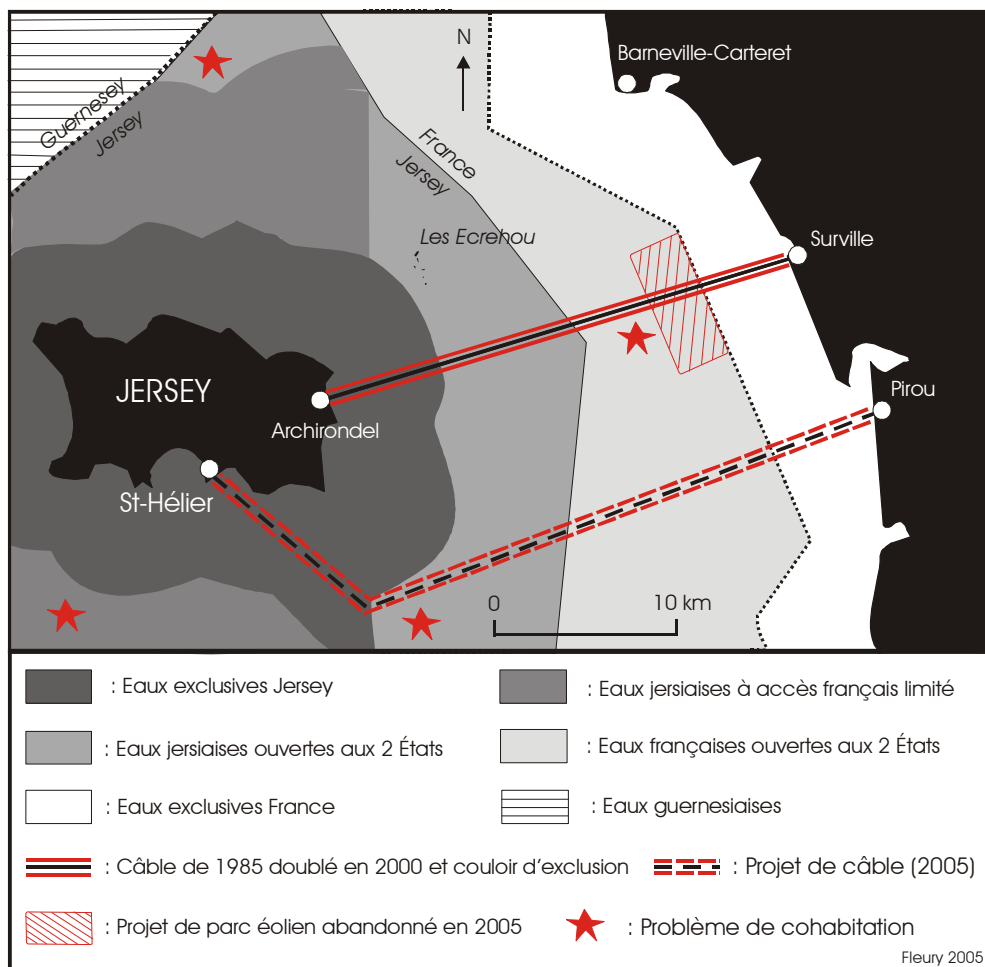 N
Barneville-Carteret
Guernesey
Jersey
France
Jersey
Les Ecrehou
Surville
JERSEY
Archirondel
Pirou
St-Hélier
0 10 km
: Eaux exclusives Jersey
: Eaux jersiaises à accès français limité
: Eaux jersiaises ouvertes aux 2 États
: Eaux françaises ouvertes aux 2 États
: Eaux exclusives France
: Eaux guernesiaises
: Câble de 1985 doublé en 2000 et couloir d'exclusion
: Projet de câble (2005)
: Projet de parc éolien abandonné en 2005
: Problème de cohabitation
Fleury 2005